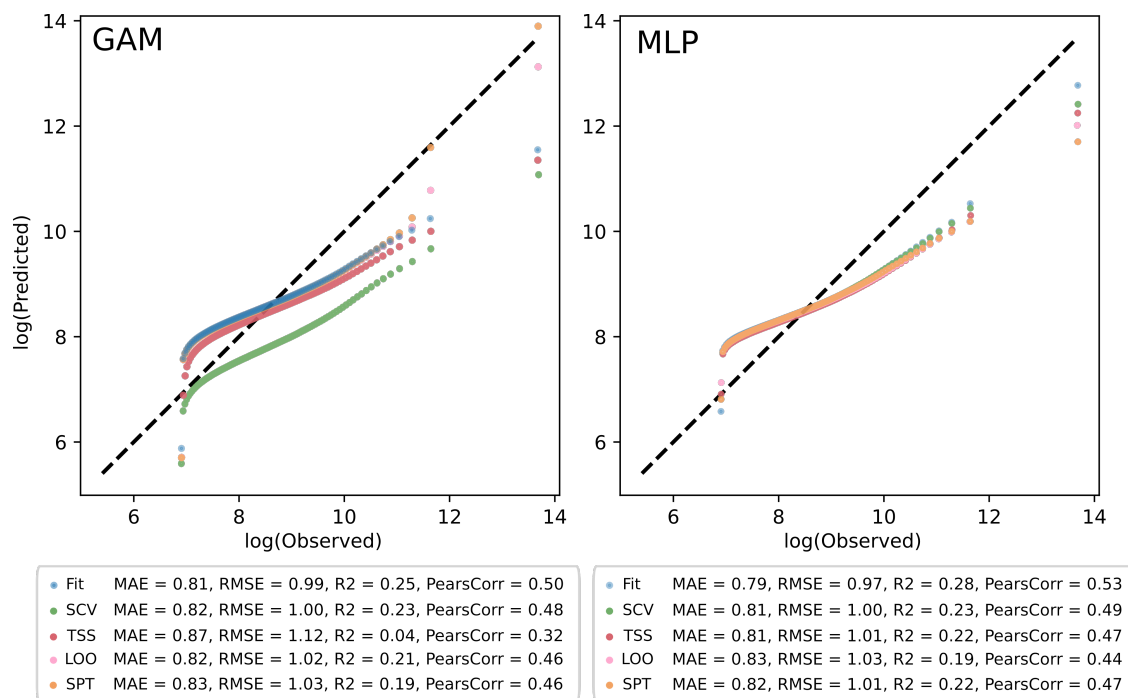 GAM
MLP
log(Predicted)
14
12
10
8
6
6 8 10 12 14
log(Observed)
14
12
10
8
6
6 8 10 12 14
log(Observed)
Fit MAE = 0.81, RMSE = 0.99, R2 = 0.25, PearsCorr = 0.50
SCV MAE = 0.82, RMSE = 1.00, R2 = 0.23, PearsCorr = 0.48
TSS MAE = 0.87, RMSE = 1.12, R2 = 0.04, PearsCorr = 0.32
LOO MAE = 0.82, RMSE = 1.02, R2 = 0.21, PearsCorr = 0.46
SPT MAE = 0.83, RMSE = 1.03, R2 = 0.19, PearsCorr = 0.46
Fit MAE = 0.79, RMSE = 0.97, R2 = 0.28, PearsCorr = 0.53
SCV MAE = 0.81, RMSE = 1.00, R2 = 0.23, PearsCorr = 0.49
TSS MAE = 0.81, RMSE = 1.01, R2 = 0.22, PearsCorr = 0.47
LOO MAE = 0.83, RMSE = 1.03, R2 = 0.19, PearsCorr = 0.44
SPT MAE = 0.82, RMSE = 1.01, R2 = 0.22, PearsCorr = 0.47